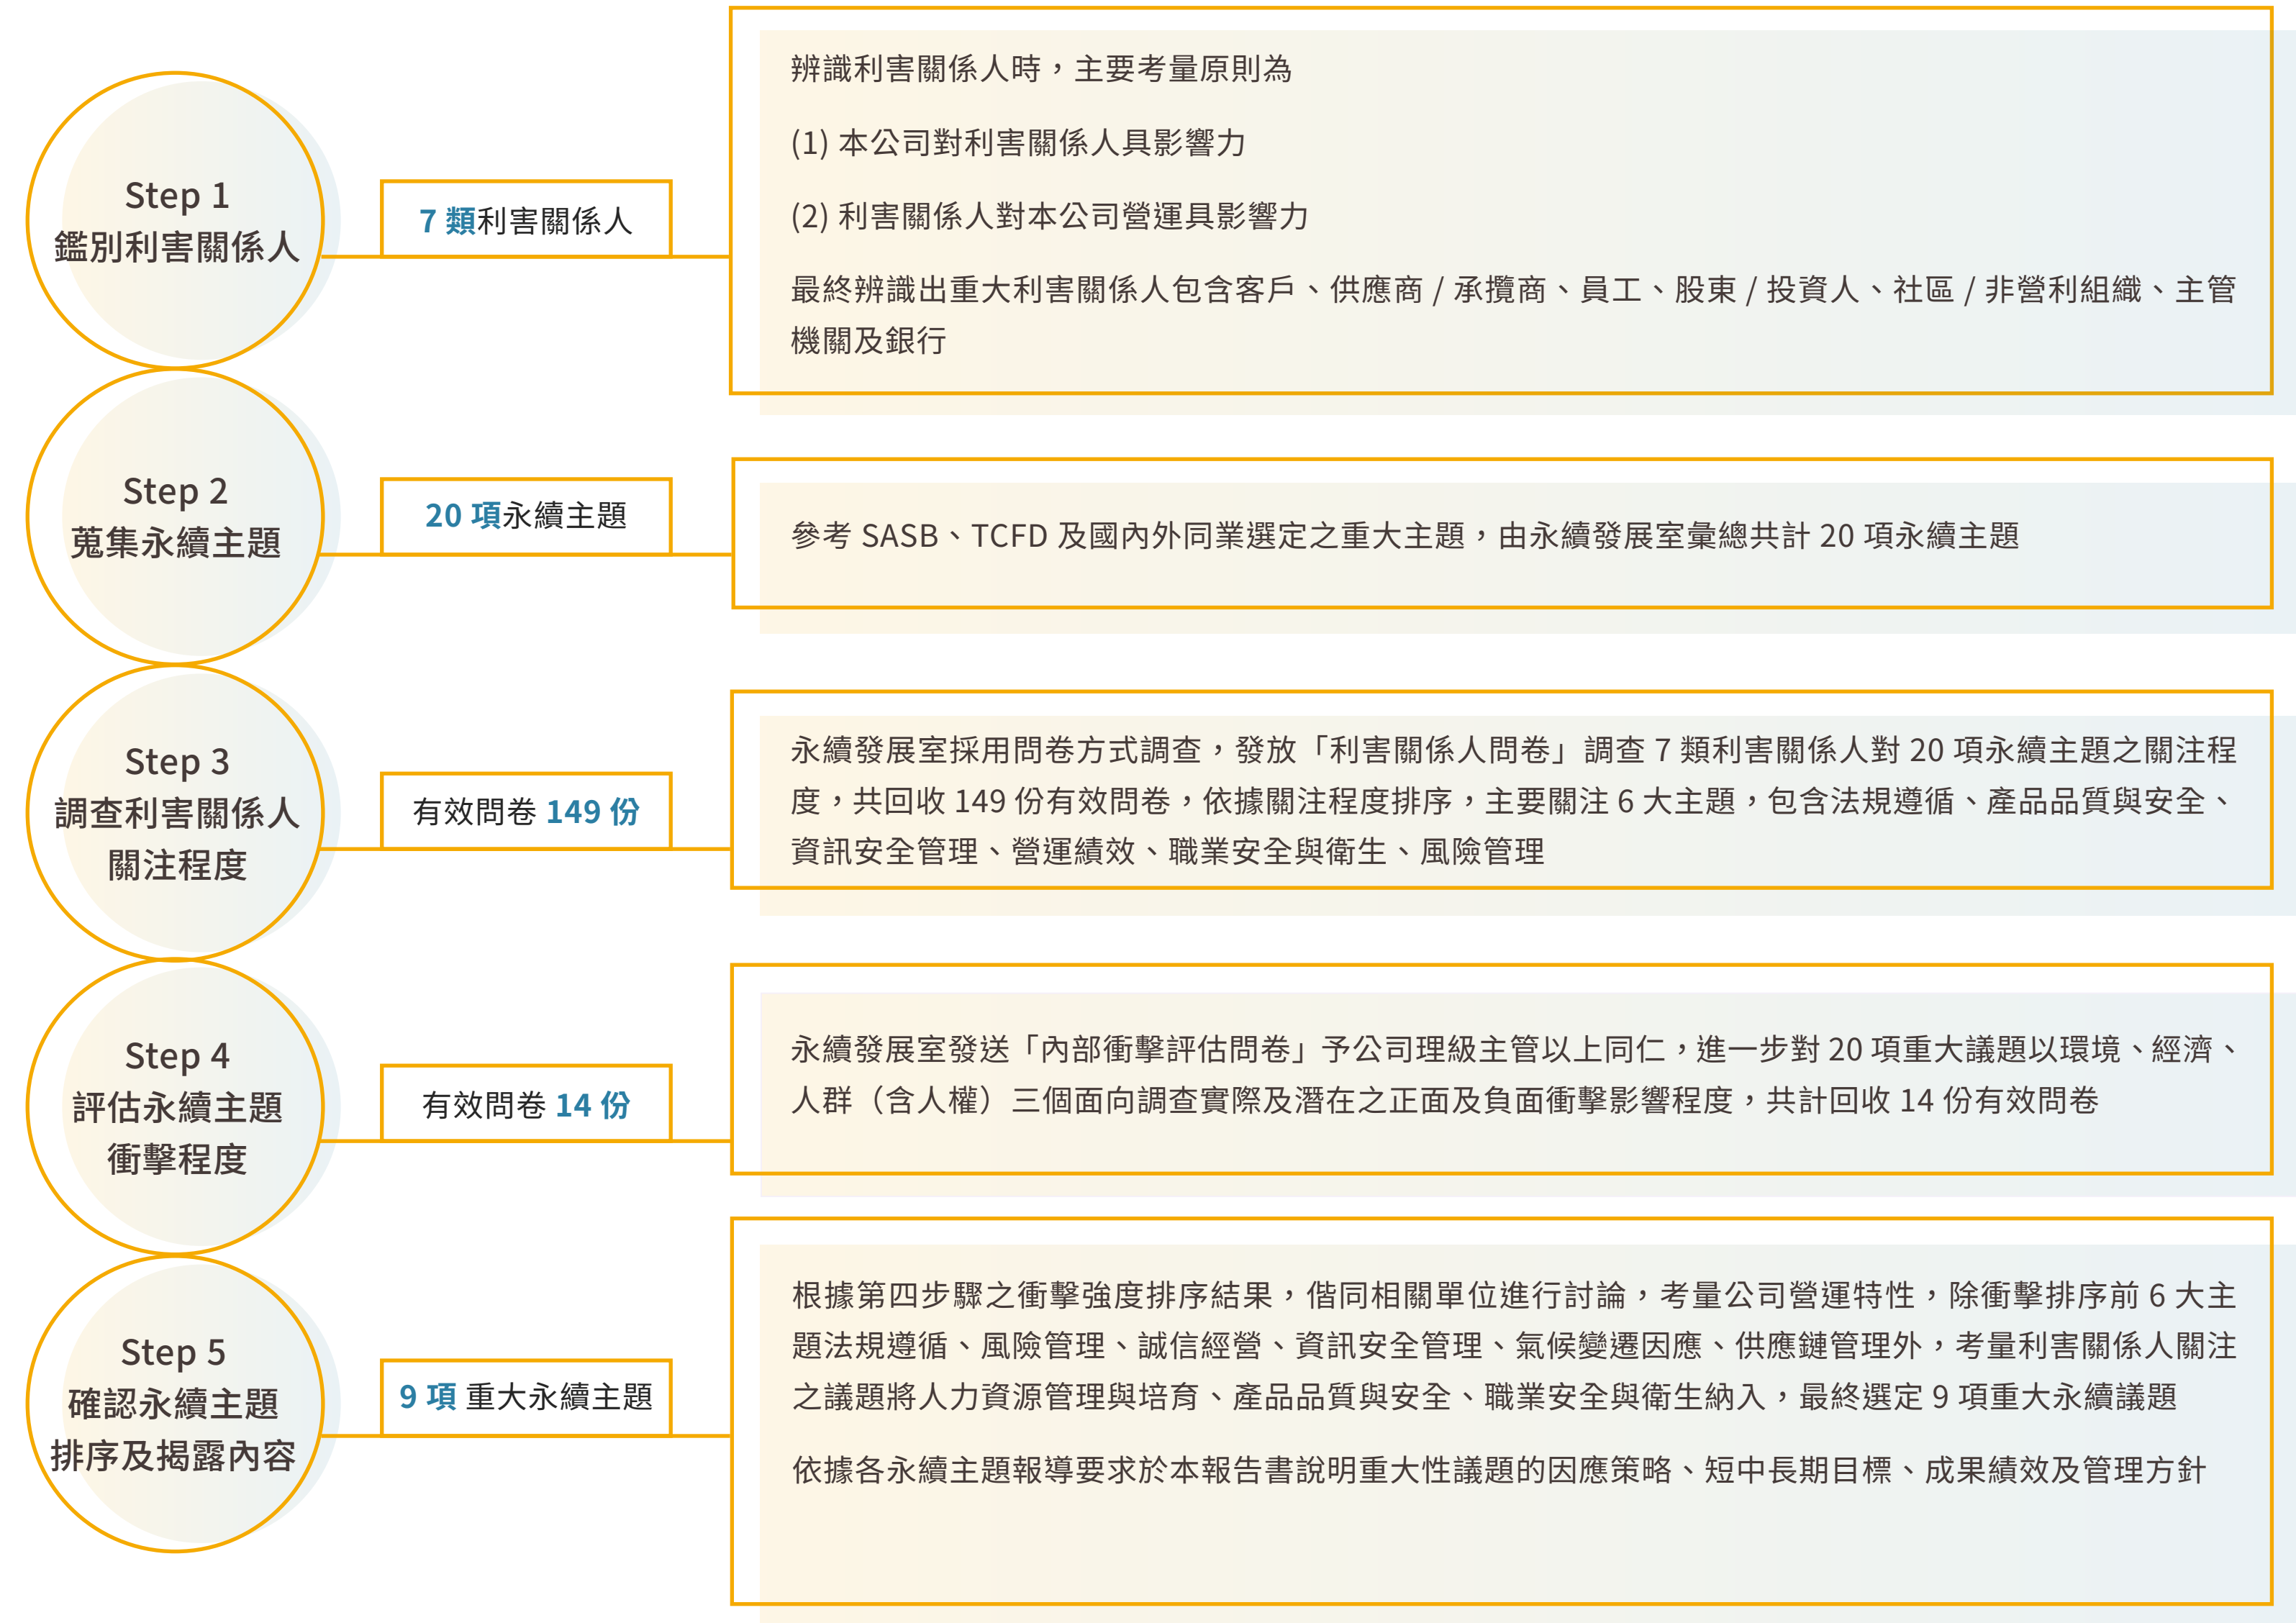 Step 1
鑑別利害關係人
7 類利害關係人
辨識利害關係人時，主要考量原則為
(1) 本公司對利害關係人具影響力
(2) 利害關係人對本公司營運具影響力
最終辨識出重大利害關係人包含客戶、供應商 / 承攬商、員工、股東 / 投資人、社區 / 非營利組織、主管
機關及銀行
Step 2
蒐集永續主題
20 項永續主題
參考 SASB、TCFD 及國內外同業選定之重大主題，由永續發展室彙總共計 20 項永續主題
Step 3
調查利害關係人
關注程度
有效問卷 149 份
永續發展室採用問卷方式調查，發放「利害關係人問卷」調查 7 類利害關係人對 20 項永續主題之關注程
度，共回收 149 份有效問卷，依據關注程度排序，主要關注 6 大主題，包含法規遵循、產品品質與安全、
資訊安全管理、營運績效、職業安全與衛生、風險管理
Step 4
評估永續主題
衝擊程度
有效問卷 14 份
永續發展室發送「內部衝擊評估問卷」予公司理級主管以上同仁，進一步對 20 項重大議題以環境、經濟、
人群（含人權）三個面向調查實際及潛在之正面及負面衝擊影響程度，共計回收 14 份有效問卷
Step 5
確認永續主題
排序及揭露內容
9 項 重大永續主題
根據第四步驟之衝擊強度排序結果，偕同相關單位進行討論，考量公司營運特性，除衝擊排序前 6 大主
題法規遵循、風險管理、誠信經營、資訊安全管理、氣候變遷因應、供應鏈管理外，考量利害關係人關注
之議題將人力資源管理與培育、產品品質與安全、職業安全與衛生納入，最終選定 9 項重大永續議題
依據各永續主題報導要求於本報告書說明重大性議題的因應策略、短中長期目標、成果績效及管理方針